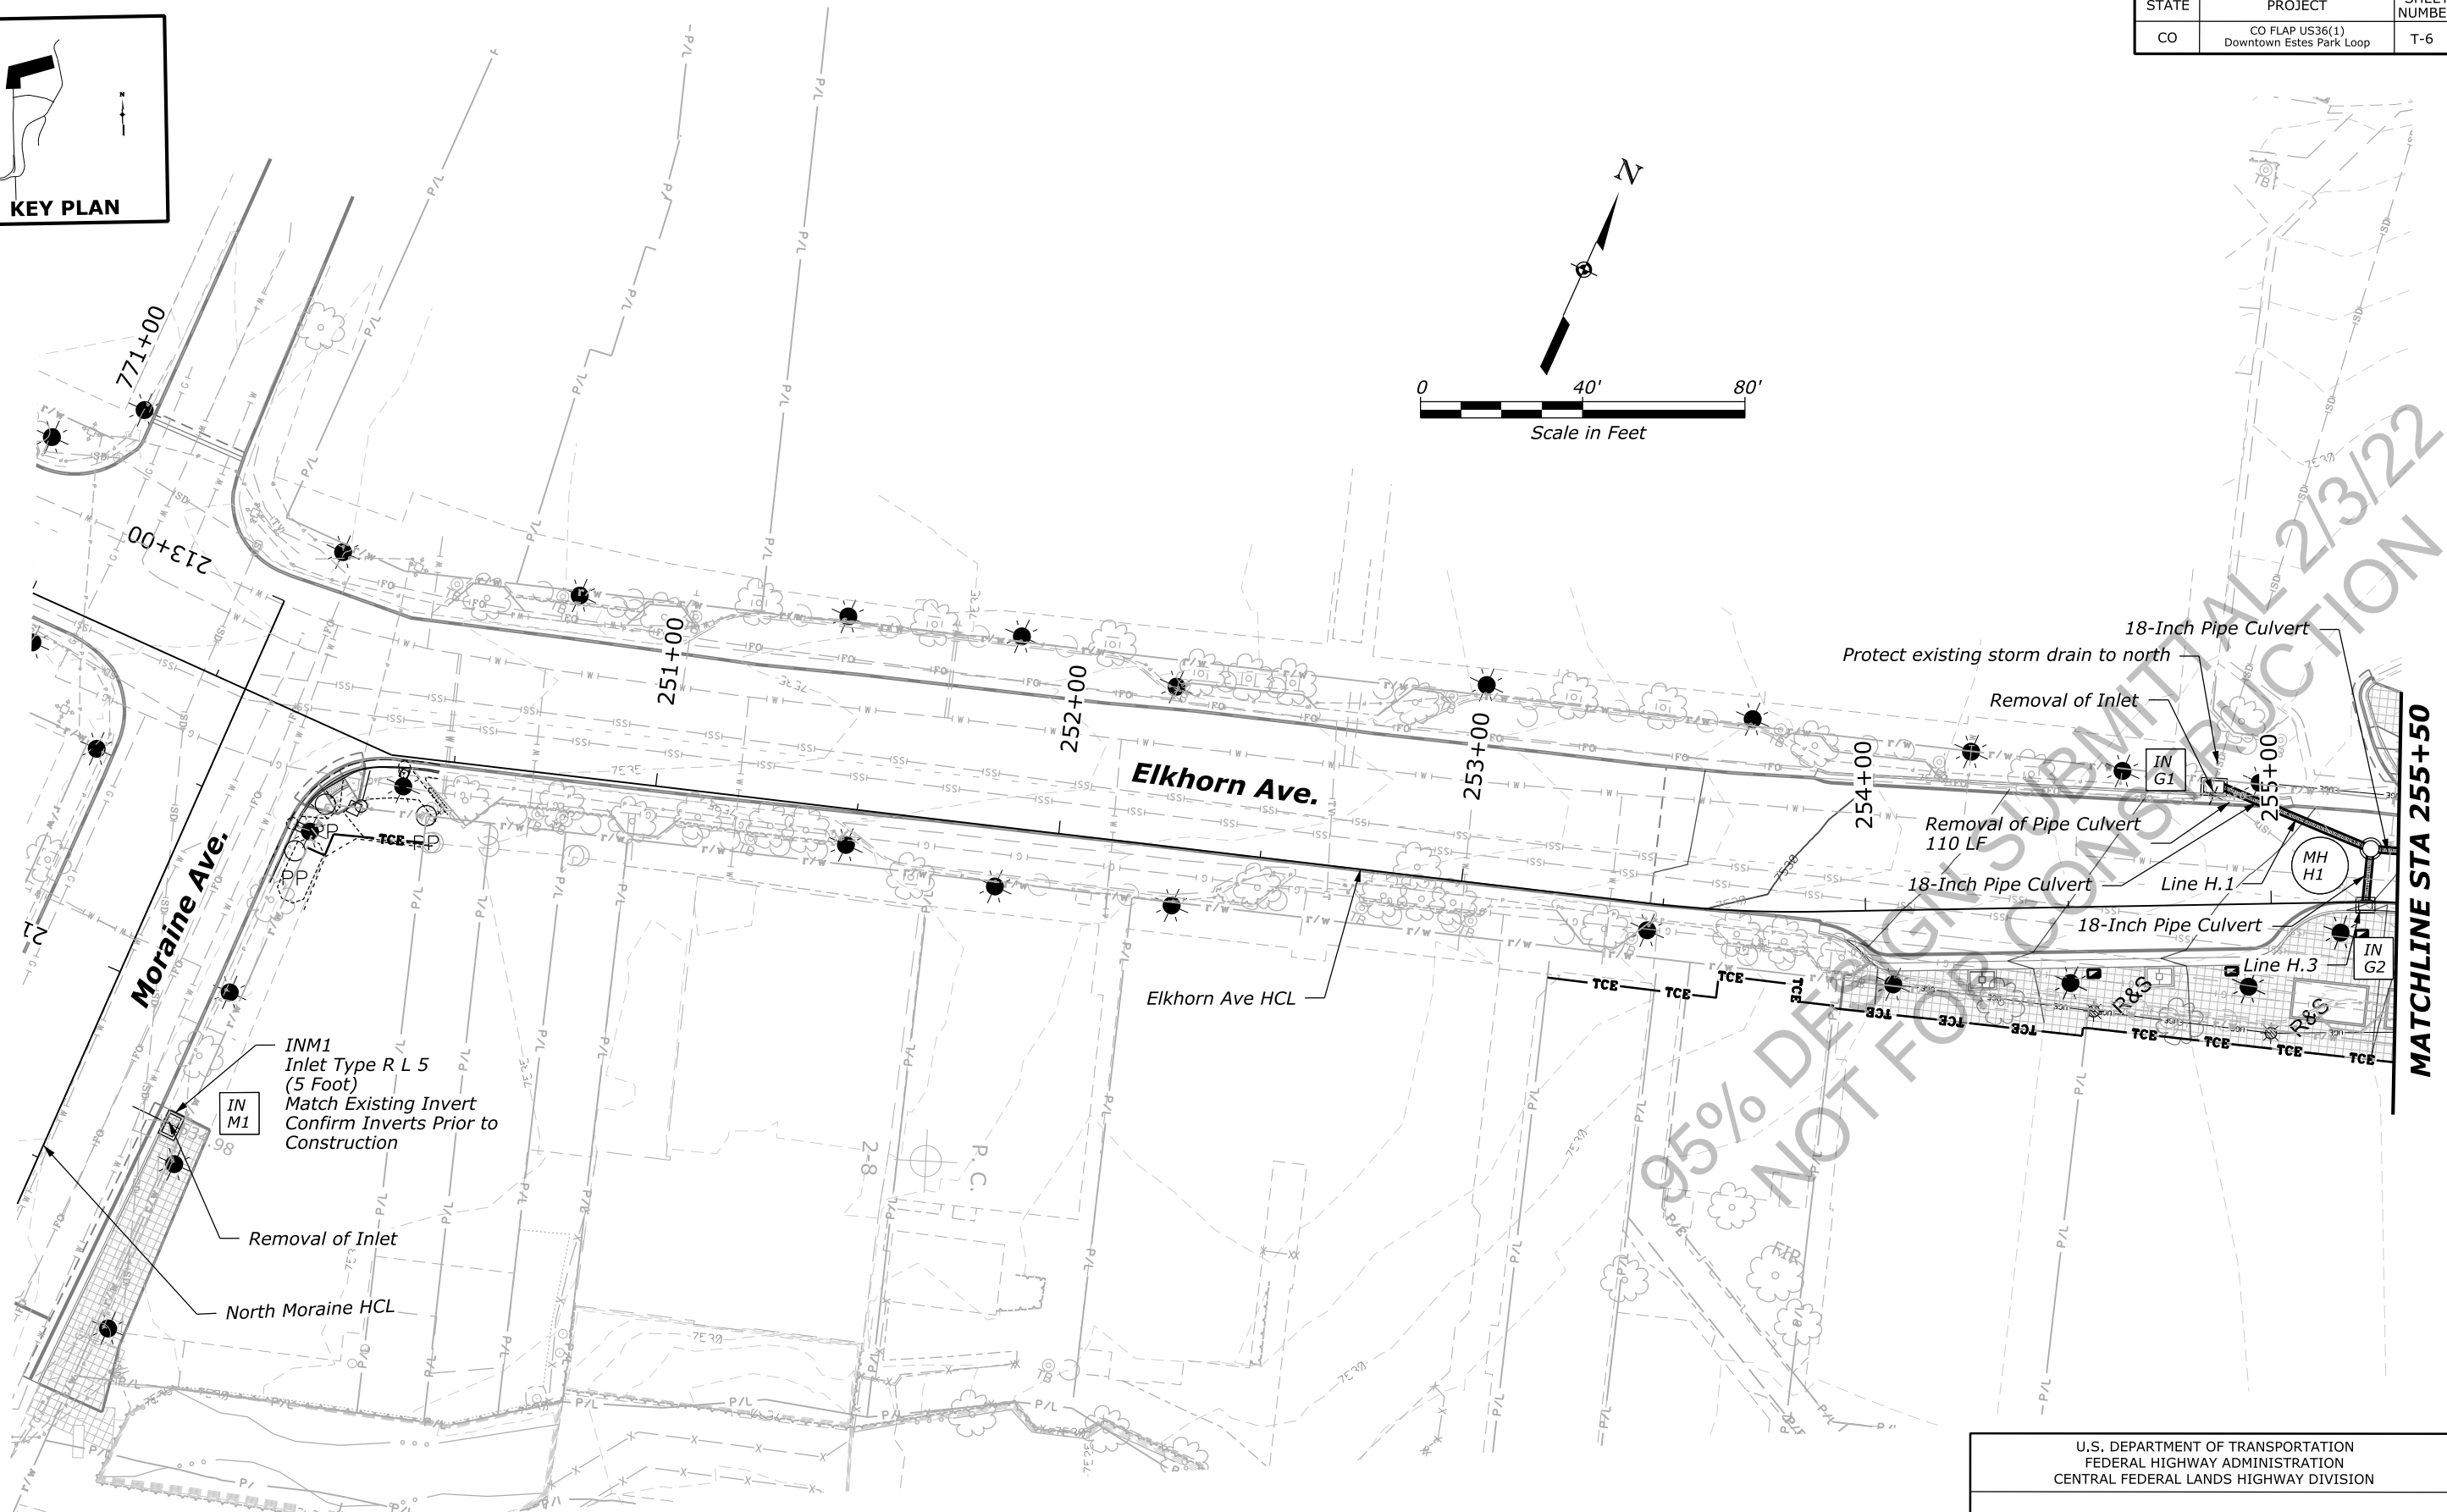 STATE
PROJECT
CO
CO FLAP US36(1)
Downtown Estes Park Loop
T-6
N
KEY PLAN
N
0 40' 80'
Scale in Feet
771+00
213+00
251+00
252+00
253+00
254+00
255+00
Elkhorn Ave.
Moraine Ave.
18-Inch Pipe Culvert
Protect existing storm drain to north
Removal of Inlet
IN
G1
Removal of Pipe Culvert
110 LF
18-Inch Pipe Culvert
Line H.1
MH
H1
18-Inch Pipe Culvert
Line H.3
IN
G2
MATCHLINE STA 255+50
Elkhorn Ave HCL
INM1
Inlet Type R L 5
(5 Foot)
Match Existing Invert
Confirm Inverts Prior to
Construction
IN
M1
Removal of Inlet
North Moraine HCL
TCE
PP
R&S
R&S
2-8
P.C.
FIR
95% DESIGN SUBMITTAL 2/3/22
NOT FOR CONSTRUCTION
U.S. DEPARTMENT OF TRANSPORTATION
FEDERAL HIGHWAY ADMINISTRATION
CENTRAL FEDERAL LANDS HIGHWAY DIVISION